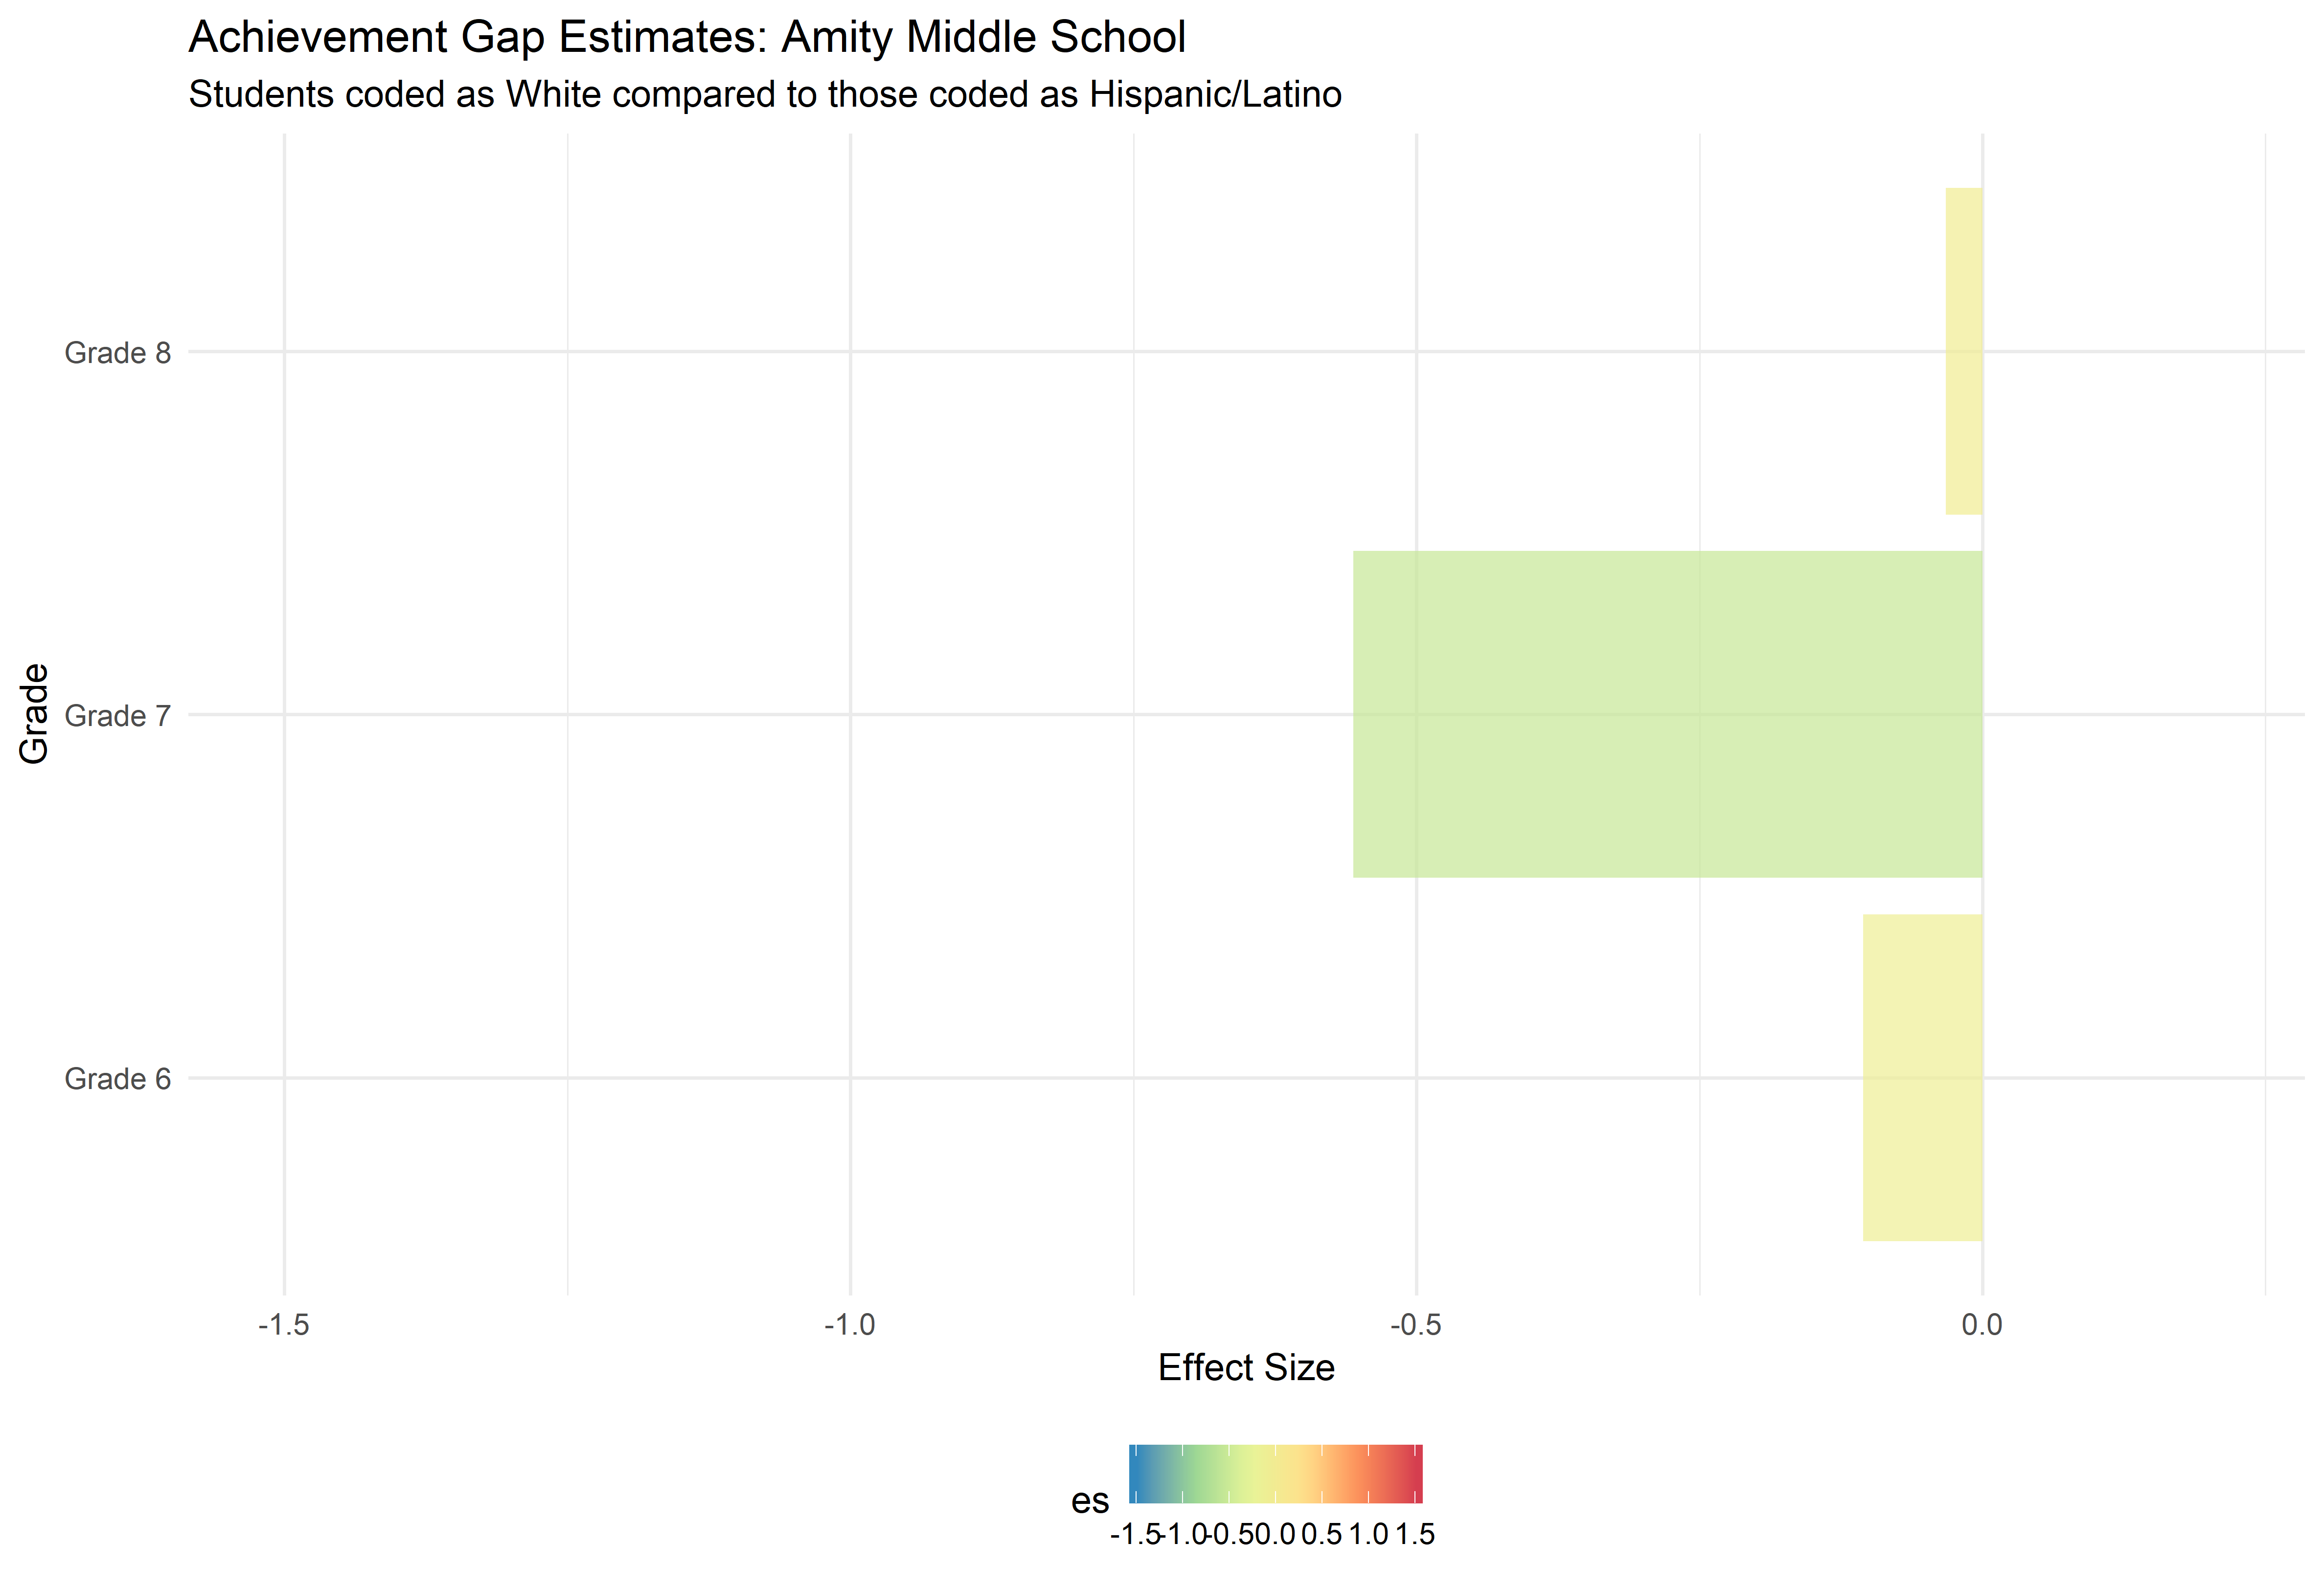 Achievement Gap Estimates: Amity Middle School
Students coded as White compared to those coded as Hispanic/Latino
Grade
Grade 8
Grade 7
Grade 6
-1.5 -1.0 -0.5 0.0
Effect Size
es
-1.5 -1.0 -0.5 0.0 0.5 1.0 1.5